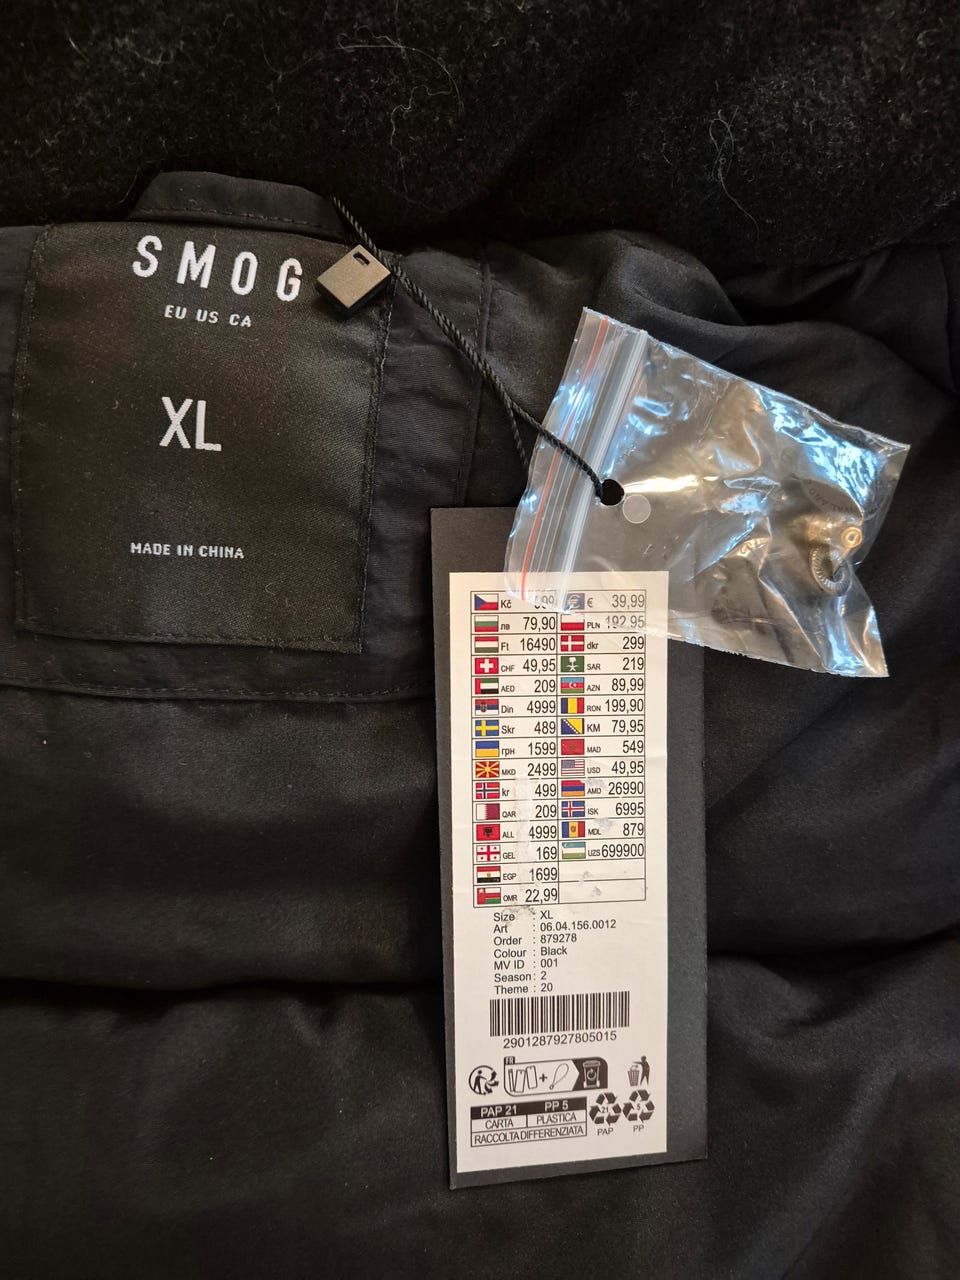 SMOG
EU US CA
XL
MADE IN CHINA
Kč € 39,99
лв 79,90 PLN 192,95
Ft 16490 dkr 299
CHF 49,95 SAR 219
AED 209 AZN 89,99
Din 4999 RON 199,90
Skr 489 KM 79,95
грн 1599 MAD 549
MKD 2499 USD 49,95
kr 499 AMD 26990
QAR 209 ISK 6995
ALL 4999 MDL 879
GEL 169 UZS 699900
EGP 1699
OMR 22,99
Size : XL
Art : 06.04.156.0012
Order : 879278
Colour : Black
MV ID : 001
Season : 2
Theme : 20
2901287927805015
FR
+
PAP 21 PP 5
CARTA PLASTICA
RACCOLTA DIFFERENZIATA
21 5
PAP PP